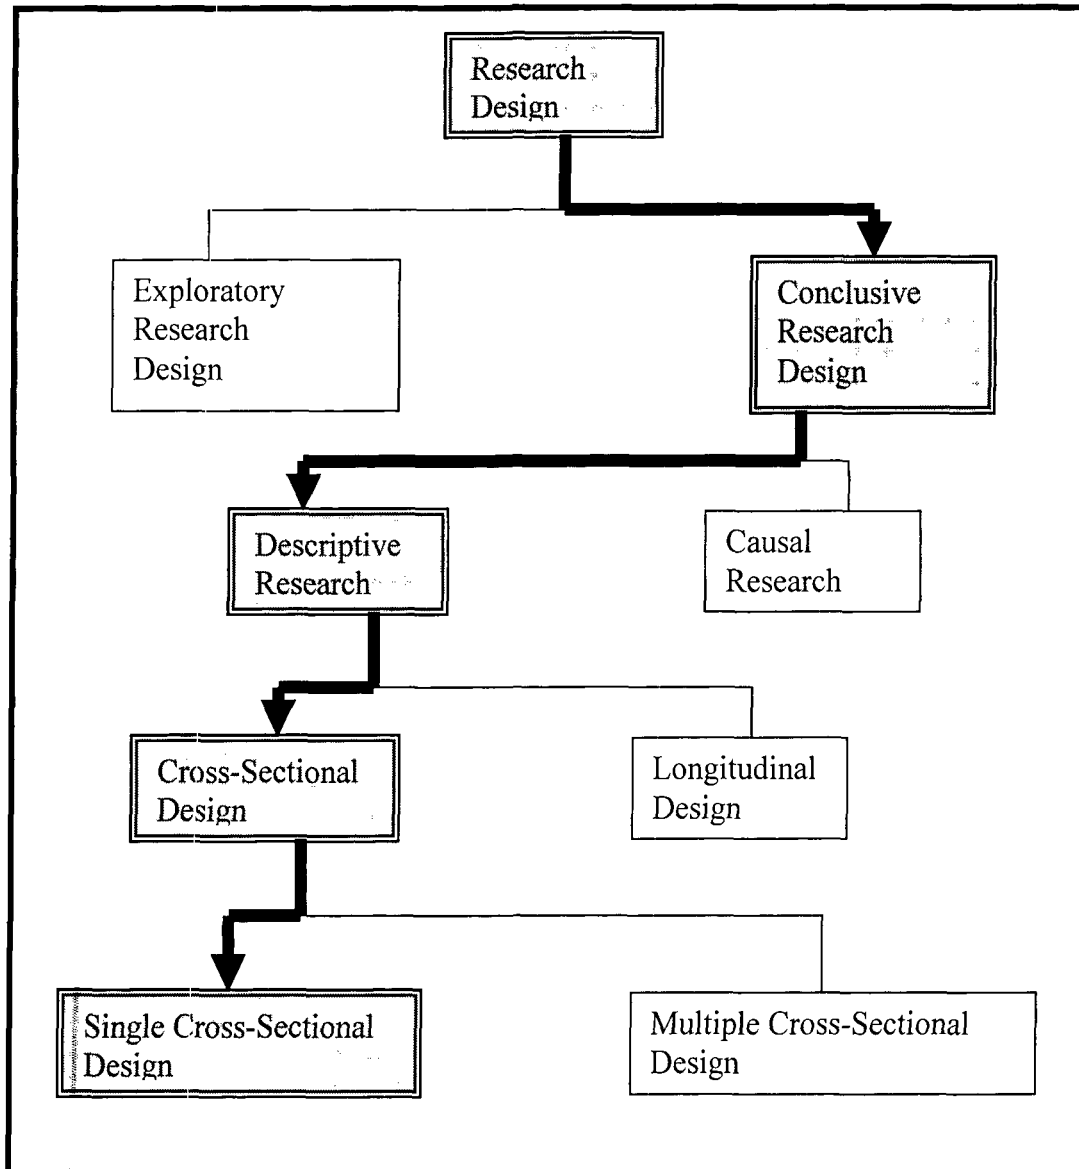 Research
Design
Exploratory
Research
Design
Conclusive
Research
Design
Descriptive
Research
Causal
Research
Cross-Sectional
Design
Longitudinal
Design
Single Cross-Sectional
Design
Multiple Cross-Sectional
Design